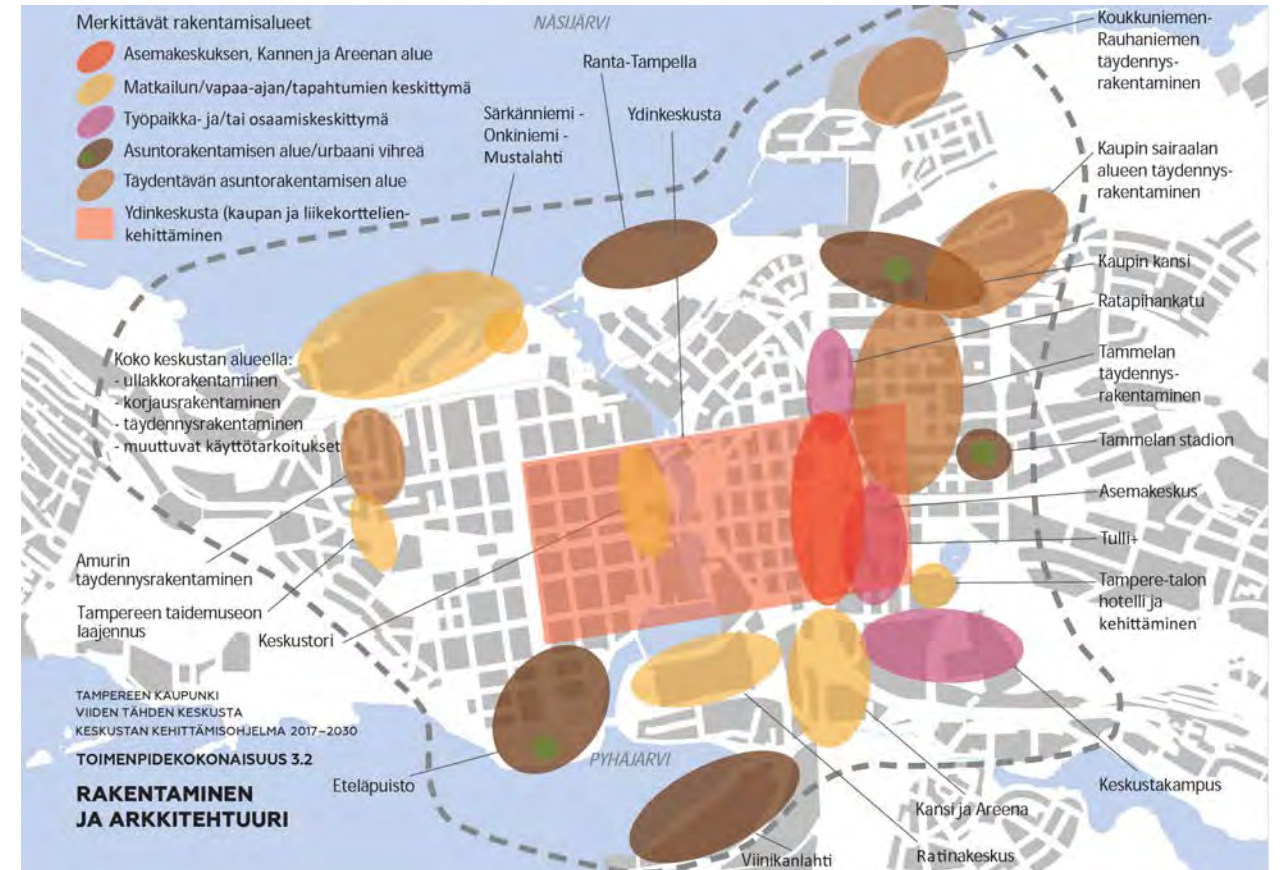 Merkittävät rakentamisalueet
Asemakeskuksen, Kannen ja Areenan alue
Matkailun/vapaa-ajan/tapahtumien keskittymä
Työpaikka- ja/tai osaamiskeskittymä
Asuntorakentamisen alue/urbaani vihreä
Täydentävän asuntorakentamisen alue
Ydinkeskusta (kaupan ja liikekorttelien-
kehittäminen
NÄSIJÄRVI
Ranta-Tampella
Särkänniemi -
Onkiniemi -
Mustalahti
Ydinkeskusta
Koukkuniemen-
Rauhaniemen
täydennys-
rakentaminen
Kaupin sairaalan
alueen täydennys-
rakentaminen
Kaupin kansi
Ratapihankatu
Tammelan
täydennys-
rakentaminen
Tammelan stadion
Asemakeskus
Tulli+
Tampere-talon
hotelli ja
kehittäminen
Keskustakampus
Kansi ja Areena
Ratinakeskus
Viinikanlahti
PYHÄJÄRVI
Eteläpuisto
Koko keskustan alueella:
- ullakkorakentaminen
- korjausrakentaminen
- täydennysrakentaminen
- muuttuvat käyttötarkoitukset
Amurin
täydennysrakentaminen
Tampereen taidemuseon
laajennus
Keskustori
TAMPEREEN KAUPUNKI
VIIDEN TÄHDEN KESKUSTA
KESKUSTAN KEHITTÄMISOHJELMA 2017–2030
TOIMENPIDEKOKONAISUUS 3.2
RAKENTAMINEN
JA ARKKITEHTUURI